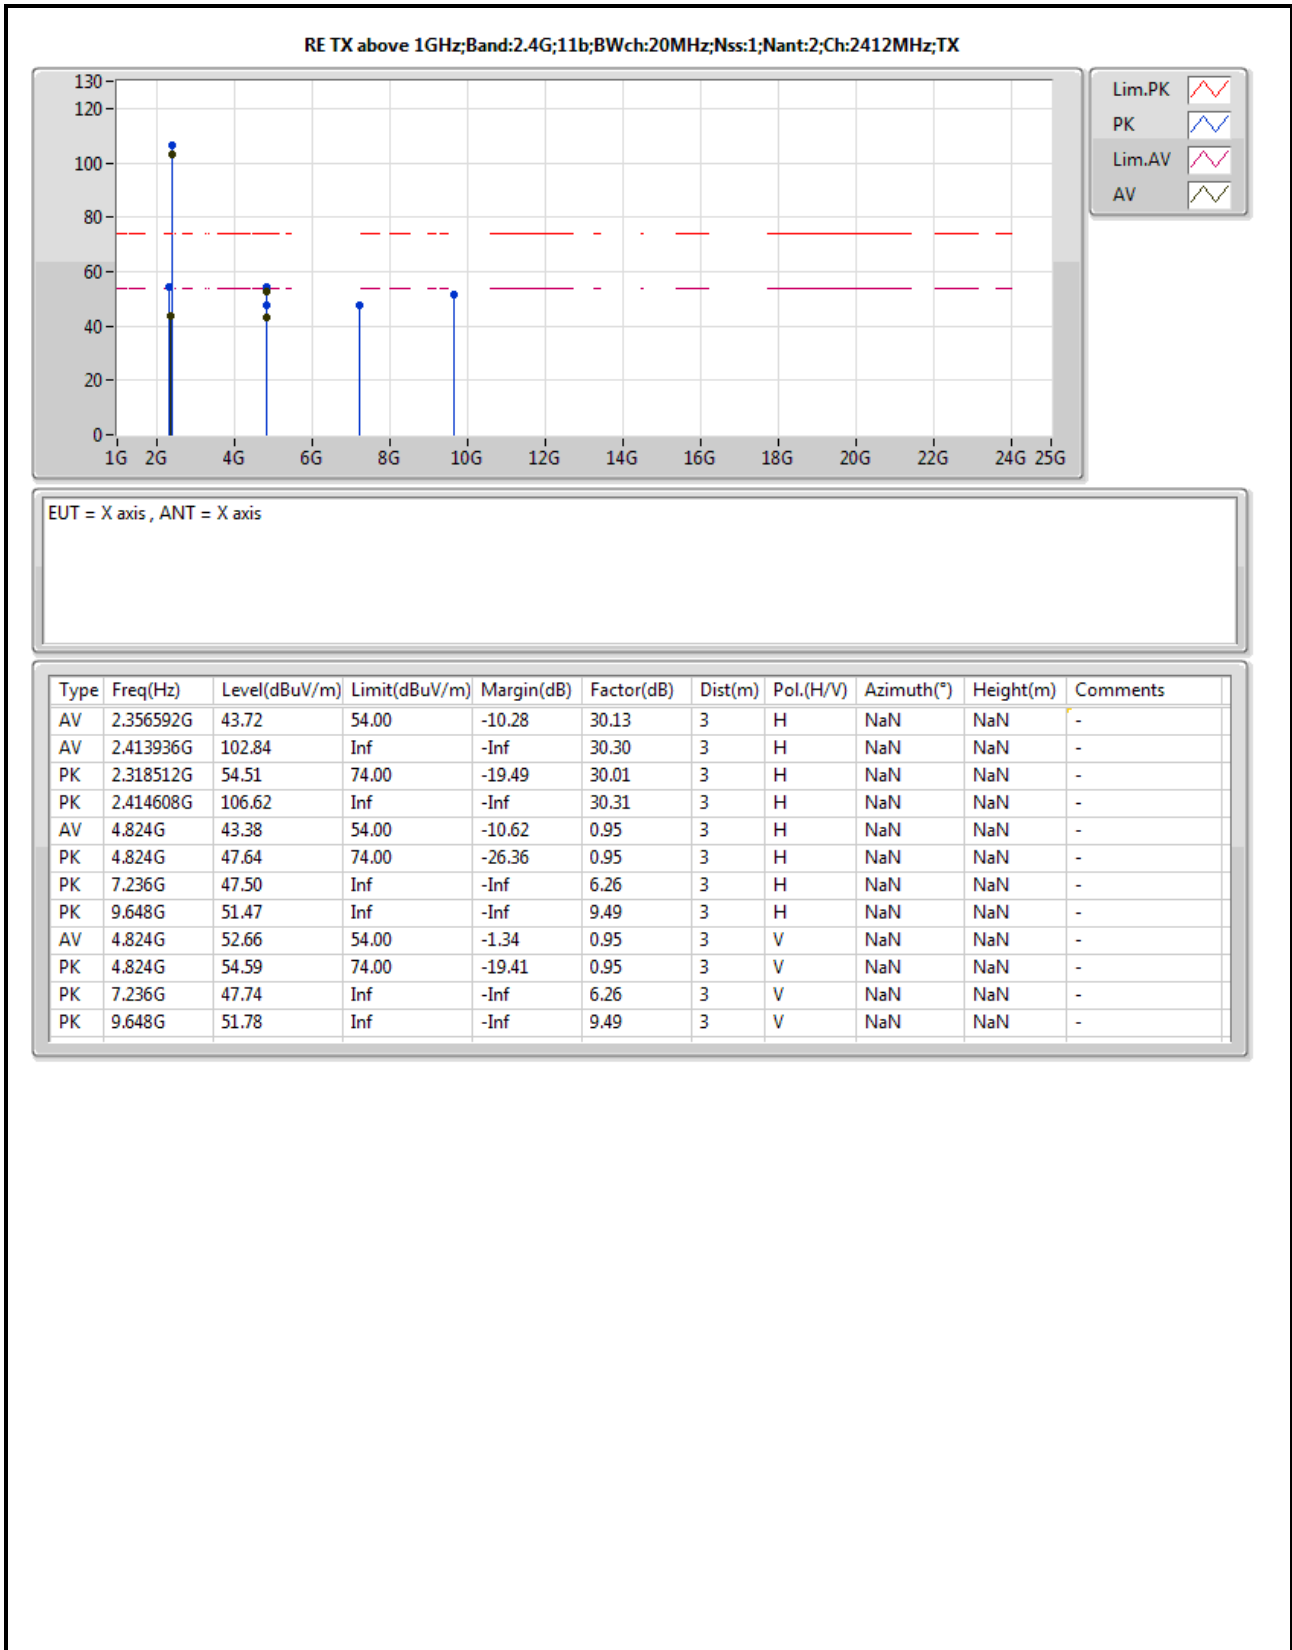 RE TX above 1GHz;Band:2.4G;11b;BWch:20MHz;Nss:1;Nant:2;Ch:2412MHz;TX
130
120
100
80
60
40
20
0
1G 2G 4G 6G 8G 10G 12G 14G 16G 18G 20G 22G 24G 25G
Lim.PK
PK
Lim.AV
AV
EUT = X axis , ANT = X axis
Type Freq(Hz) Level(dBuV/m) Limit(dBuV/m) Margin(dB) Factor(dB) Dist(m) Pol.(H/V) Azimuth(°) Height(m) Comments
AV 2.356592G 43.72 54.00 -10.28 30.13 3 H NaN NaN -
AV 2.413936G 102.84 Inf -Inf 30.30 3 H NaN NaN -
PK 2.318512G 54.51 74.00 -19.49 30.01 3 H NaN NaN -
PK 2.414608G 106.62 Inf -Inf 30.31 3 H NaN NaN -
AV 4.824G 43.38 54.00 -10.62 0.95 3 H NaN NaN -
PK 4.824G 47.64 74.00 -26.36 0.95 3 H NaN NaN -
PK 7.236G 47.50 Inf -Inf 6.26 3 H NaN NaN -
PK 9.648G 51.47 Inf -Inf 9.49 3 H NaN NaN -
AV 4.824G 52.66 54.00 -1.34 0.95 3 V NaN NaN -
PK 4.824G 54.59 74.00 -19.41 0.95 3 V NaN NaN -
PK 7.236G 47.74 Inf -Inf 6.26 3 V NaN NaN -
PK 9.648G 51.78 Inf -Inf 9.49 3 V NaN NaN -